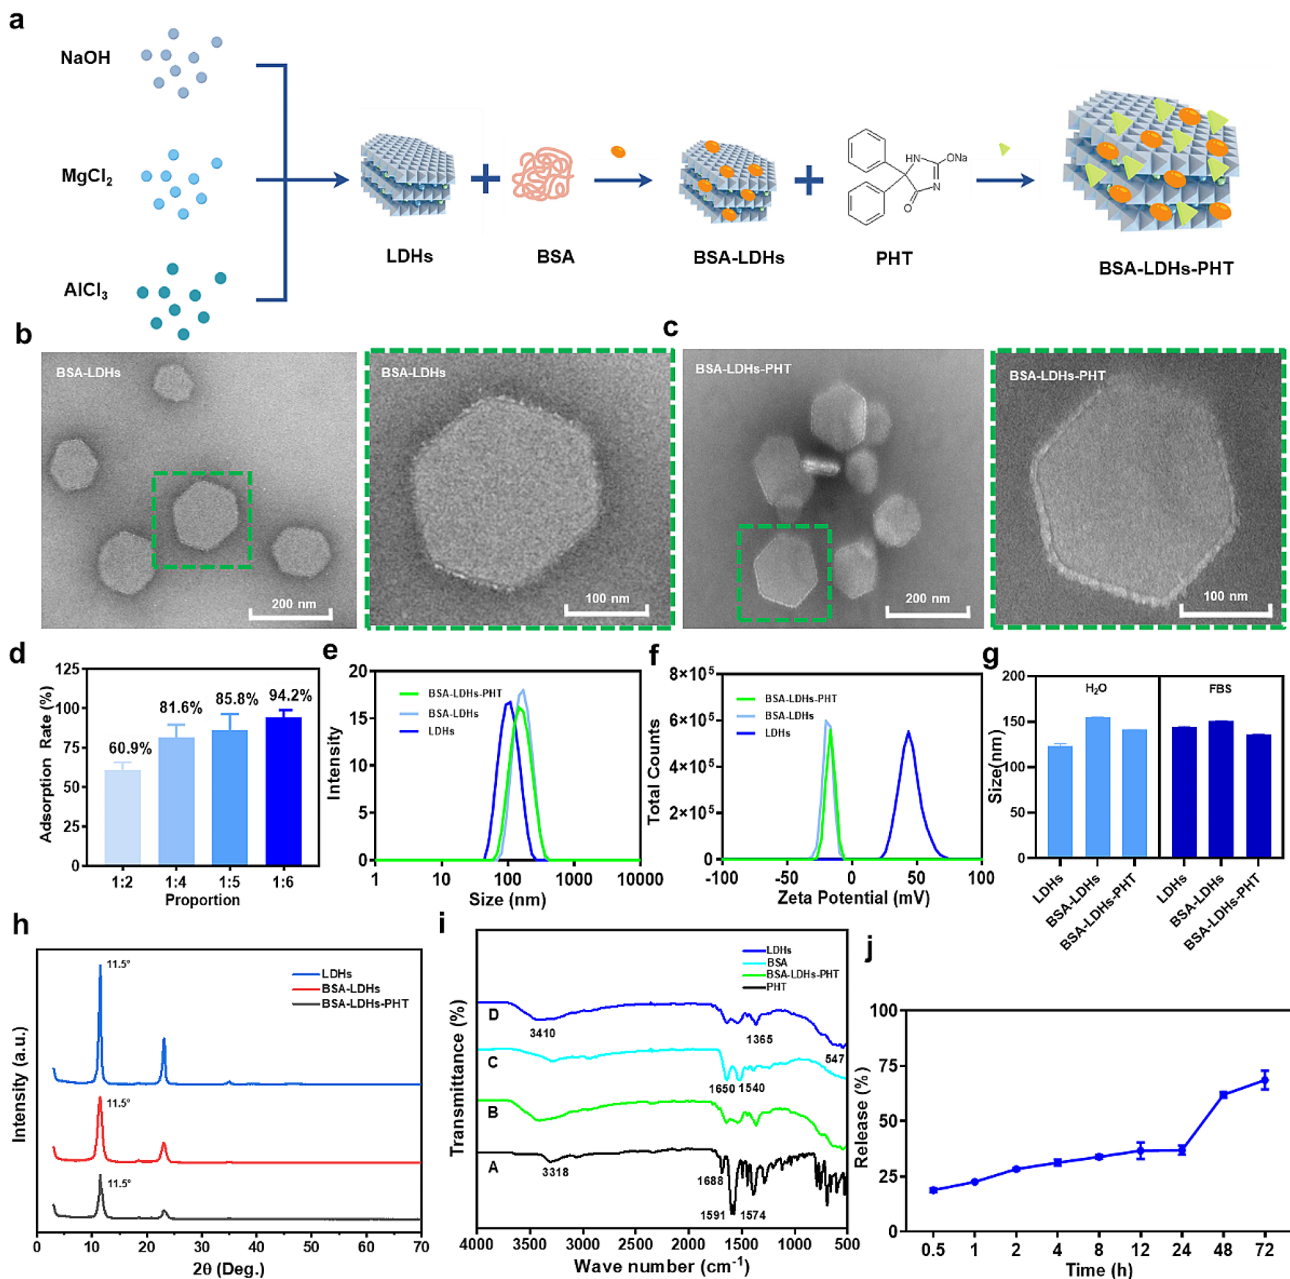 a
NaOH
MgCl2
AlCl3
HN
ONa
N
O
LDHs
BSA
BSA-LDHs
PHT
BSA-LDHs-PHT
b
BSA-LDHs
200 nm
BSA-LDHs
100 nm
c
BSA-LDHs-PHT
200 nm
BSA-LDHs-PHT
100 nm
d
Adsorption Rate (%)
125
100
75
50
25
0
60.9%
81.6%
85.8%
94.2%
1:2
1:4
1:5
1:6
Proportion
e
Intensity
20
15
10
5
0
BSA-LDHs-PHT
BSA-LDHs
LDHs
1
10
100
1000
10000
Size (nm)
f
Total Counts
8×10⁵
6×10⁵
4×10⁵
2×10⁵
0
BSA-LDHs-PHT
BSA-LDHs
LDHs
-100
-50
0
50
100
Zeta Potential (mV)
g
Size(nm)
200
150
100
50
0
H₂O
FBS
LDHs
BSA-LDHs
BSA-LDHs-PHT
LDHs
BSA-LDHs
BSA-LDHs-PHT
h
Intensity (a.u.)
11.5°
11.5°
11.5°
LDHs
BSA-LDHs
BSA-LDHs-PHT
0
10
20
30
40
50
60
70
2θ (Deg.)
i
Transmittance (%)
LDHs
BSA
BSA-LDHs-PHT
PHT
D
3410
1365
547
C
1650
1540
B
A
3318
1688
1591
1574
4000
3500
3000
2500
2000
1500
1000
500
Wave number (cm⁻¹)
j
Release (%)
100
75
50
25
0
0.5
1
2
4
8
12
24
48
72
Time (h)